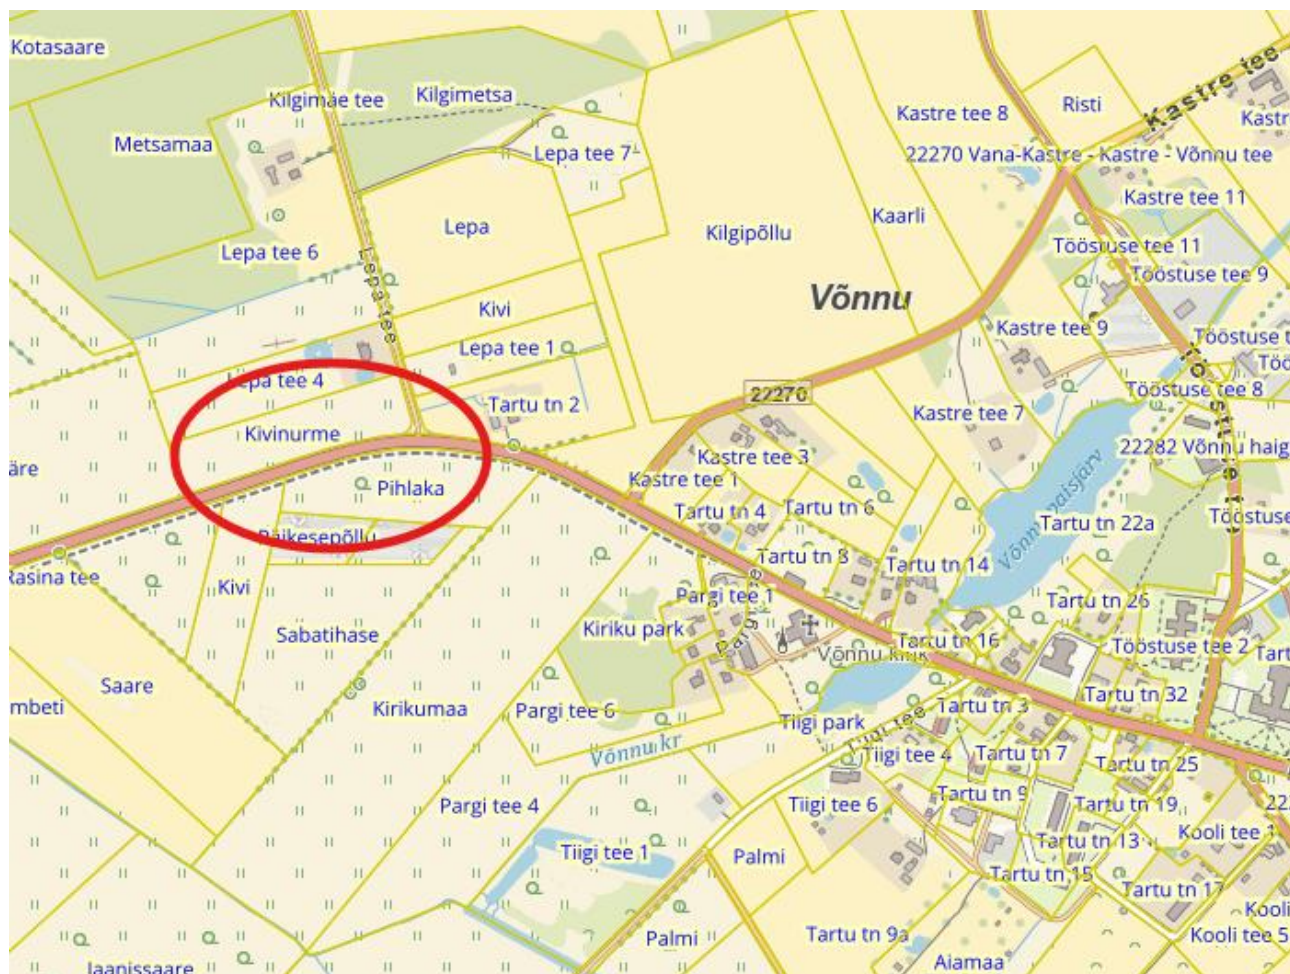 Kotasaare
Kilgimäe tee
Kilgimetsa
Risti
Kastre tee
Kastre tee 8
Metsamaa
Lepa tee 7
22270 Vana-Kastre - Kastre - Võnnu tee
Kastre tee 11
Lepa
Kaarli
Kilgipõllu
Lepa tee 6
Tööstuse tee 11
Tööstuse tee 9
Lepa tee
Võnnu
Kivi
Kastre tee 9
Lepa tee 1
Lepa tee 4
Tööstuse tee 8
22270
Tartu tn 2
Kastre tee 7
Kivinurme
22282 Võnnu haig
Kastre tee 3
Kastre tee 1
Pihlaka
Tartu tn 4
Tartu tn 6
Tartu tn 22a
Päikesepõllu
Tartu tn 8
Tartu tn 14
Rasina tee
Kivi
Pargi tee 1
Tartu tn 26
Kiriku park
Sabatihase
Tartu tn 16
Võnnu kirik
Tööstuse tee 2
Saare
Kirikumaa
Pargi tee 6
Tartu tn 32
Tartu tn 3
Tiigi park
Tiigi tee
Võnnu kr
Tiigi tee 4
Tartu tn 7
Tartu tn 25
Tartu tn 9
Pargi tee 4
Tiigi tee 6
Tartu tn 19
Kooli tee 1
Tartu tn 13
Tiigi tee 1
Palmi
Tartu tn 15
Tartu tn 17
Palmi
Tartu tn 9a
Kooli tee 5
Aiamaa
Jaanissaare